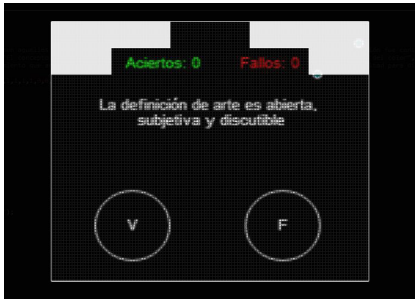 Aciertos: 0 Fallos: 0
La definición de arte es abierta,
subjetiva y discutible
V F